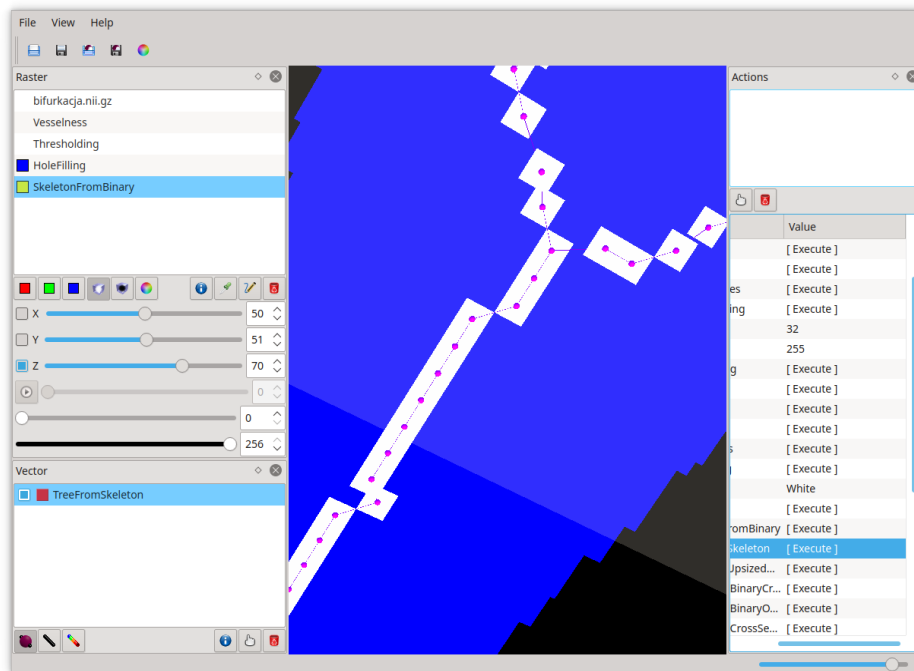 File View Help
Raster
bifurkacja.nii.gz
Vesselness
Thresholding
HoleFilling
SkeletonFromBinary
X 50
Y 51
Z 70
0
0
256
Vector
TreeFromSkeleton
Actions
Value
[ Execute ]
[ Execute ]
es [ Execute ]
ing [ Execute ]
32
255
g [ Execute ]
[ Execute ]
[ Execute ]
[ Execute ]
s [ Execute ]
[ Execute ]
White
[ Execute ]
romBinary [ Execute ]
Skeleton [ Execute ]
Upsized... [ Execute ]
BinaryCr... [ Execute ]
BinaryO... [ Execute ]
CrossSe... [ Execute ]